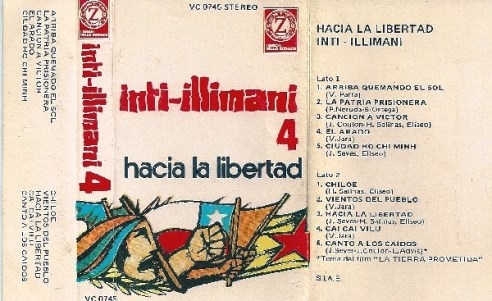 ARRIBA QUEMADO EL SOL
LA PATRIA PRISIONERA
CANCION A VICTOR
EL ARADO
CIUDAD HO CHI MINH
inti-illimani 4
CHILOE
VIENTOS DEL PUEBLO
HACIA LA LIBERTAD
CAI CAI VILU
CANTO A LOS CAIDOS
VC 0745 STEREO
Z
Z
inti-illimani
4
hacia la libertad
VC 0745
HACIA LA LIBERTAD
INTI - ILLIMANI
Lato 1
1. ARRIBA QUEMANDO EL SOL
(V. Parra)
2. LA PATRIA PRISIONERA
(P. Neruda-S. Ortega)
3. CANCION A VICTOR
(J. Coulon-H. Salinas, Eliseo)
4. EL ARADO
(V. Jara)
5. CIUDAD HO CHI MINH
(J. Seves, Eliseo)
Lato 2
1. CHILOE
(H. Salinas, Eliseo)
2. VIENTOS DEL PUEBLO
(V. Jara)
3. HACIA LA LIBERTAD
(J. Seves-H. Salinas, Eliseo)
4. CAI CAI VILU
(V. Jara)
5. CANTO A LOS CAIDOS
(J. Seves-J. Coulon-L. Advis)*
*Tema del film "LA TIERRA PROMETIDA"
S.I.A.E.